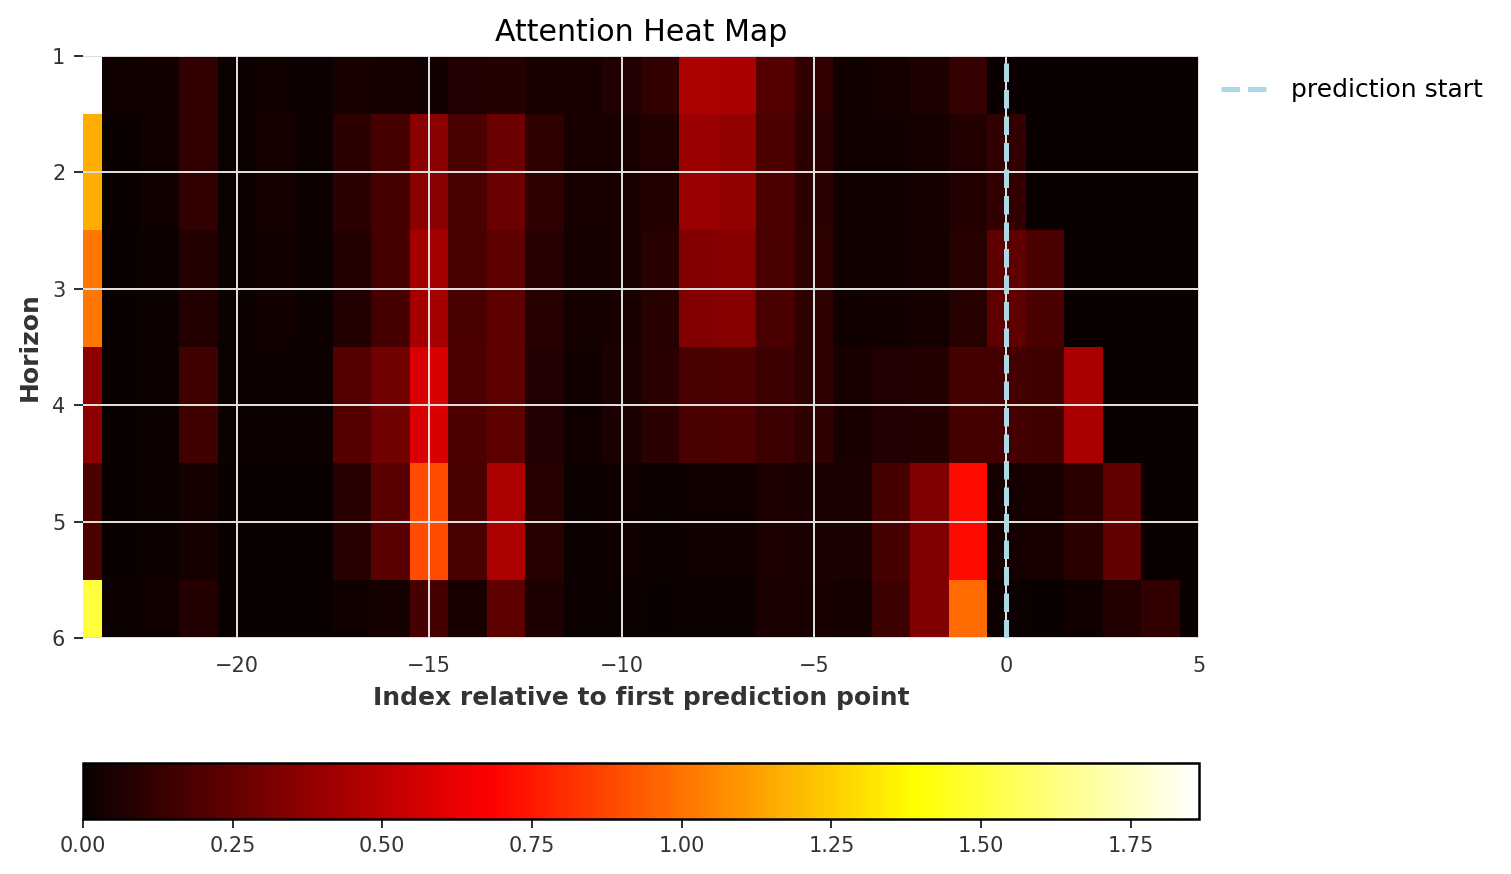 Attention Heat Map
prediction start
Horizon
1
2
3
4
5
6
−20 −15 −10 −5 0 5
Index relative to first prediction point
0.00 0.25 0.50 0.75 1.00 1.25 1.50 1.75